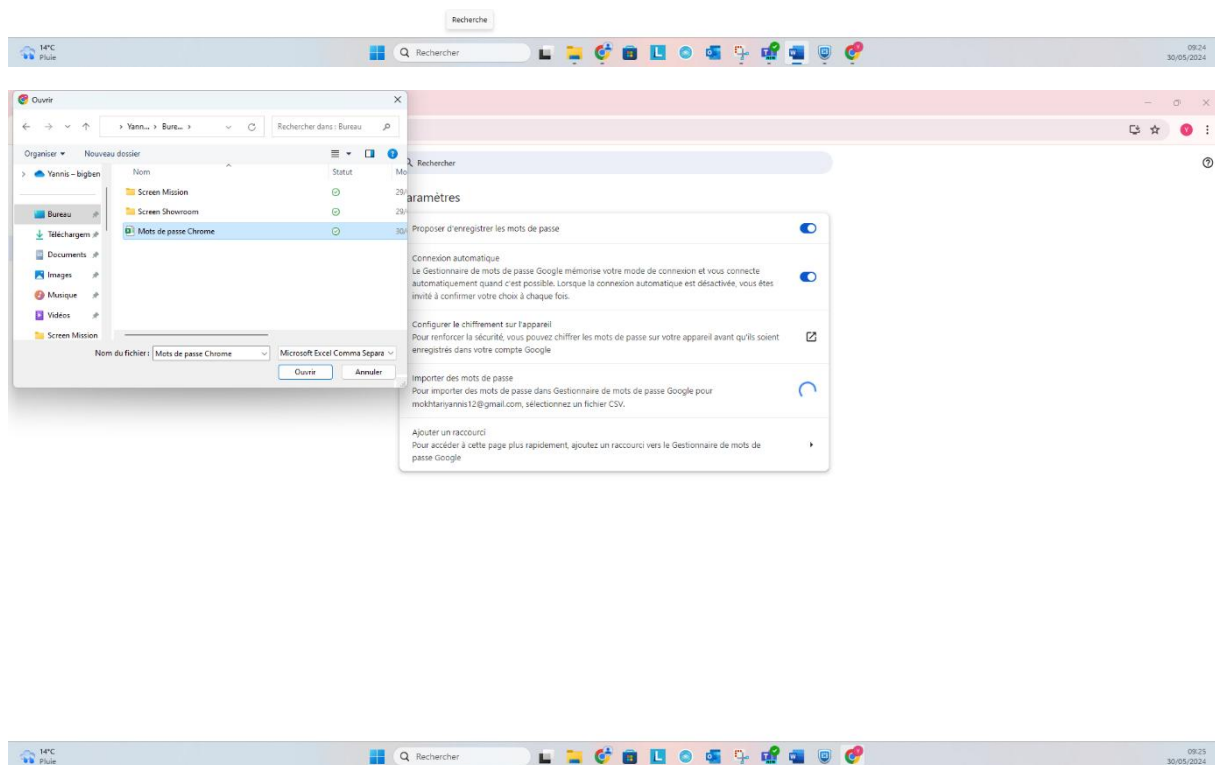 Recherche
14°C
Pluie
Rechercher
09:24
30/05/2024
Ouvrir
Yann... > Bure... >
Rechercher dans : Bureau
Organiser
Nouveau dossier
Yannis – bigben
Bureau
Téléchargem
Documents
Images
Musique
Vidéos
Screen Mission
Nom
Statut
Mo
Screen Mission
29/
Screen Showroom
29/
Mots de passe Chrome
30/
Nom du fichier :
Mots de passe Chrome
Microsoft Excel Comma Separa
Ouvrir
Annuler
Rechercher
aramètres
Proposer d'enregistrer les mots de passe
Connexion automatique
Le Gestionnaire de mots de passe Google mémorise votre mode de connexion et vous connecte
automatiquement quand c'est possible. Lorsque la connexion automatique est désactivée, vous êtes
invité à confirmer votre choix à chaque fois.
Configurer le chiffrement sur l'appareil
Pour renforcer la sécurité, vous pouvez chiffrer les mots de passe sur votre appareil avant qu'ils soient
enregistrés dans votre compte Google
Importer des mots de passe
Pour importer des mots de passe dans Gestionnaire de mots de passe Google pour
mokhtariyannis12@gmail.com, sélectionnez un fichier CSV.
Ajouter un raccourci
Pour accéder à cette page plus rapidement, ajoutez un raccourci vers le Gestionnaire de mots de
passe Google
14°C
Pluie
Rechercher
09:25
30/05/2024